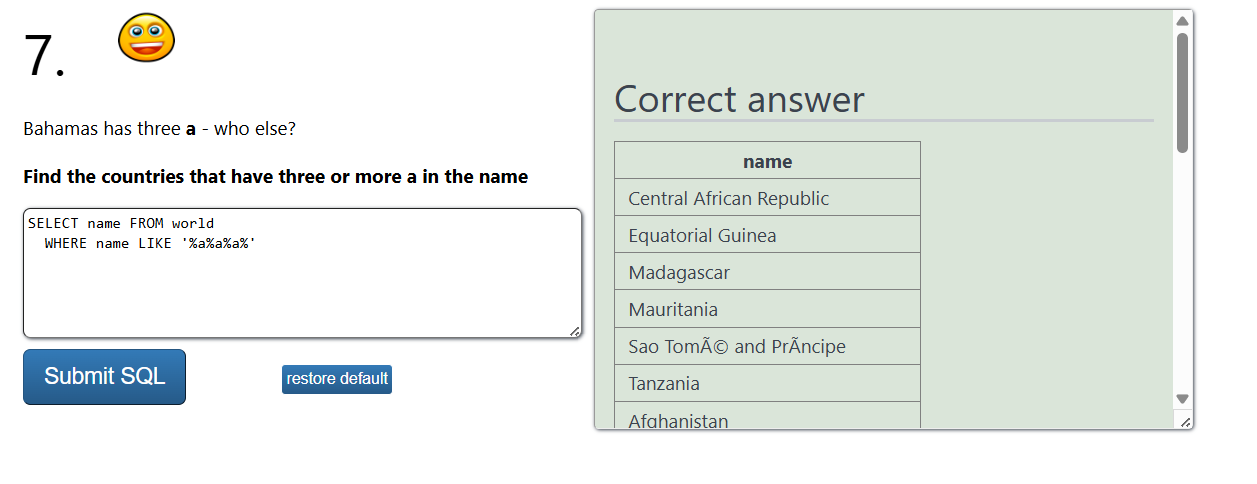 7.
Bahamas has three a - who else?
Find the countries that have three or more a in the name
SELECT name FROM world
  WHERE name LIKE '%a%a%a%'
Submit SQL
restore default
Correct answer
name
Central African Republic
Equatorial Guinea
Madagascar
Mauritania
Sao TomÃ© and PrÃncipe
Tanzania
Afghanistan